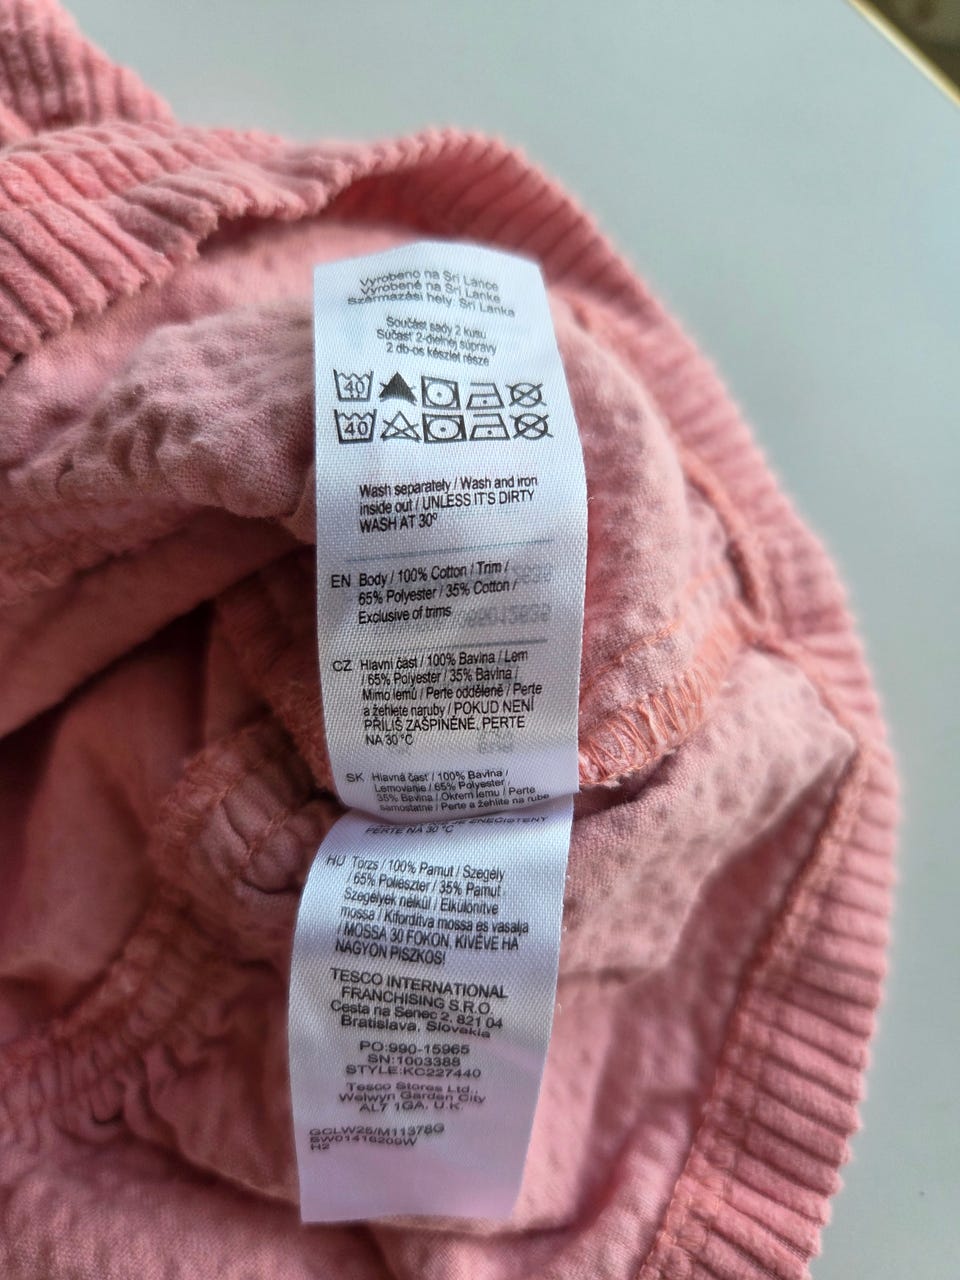 Vyrobeno na Srí Lance
Vyrobené na Srí Lanke
Származási hely: Sri Lanka
Součást sady 2 kusu
Súčasť 2-dielnej súpravy
2 db-os készlet része
40
40
Wash separately / Wash and iron
inside out / UNLESS IT'S DIRTY
WASH AT 30°
EN Body / 100% Cotton / Trim /
65% Polyester / 35% Cotton /
Exclusive of trims
CZ Hlavní část / 100% Bavlna / Lem
/ 65% Polyester / 35% Bavlna /
Mimo lemů / Perte odděleně / Perte
a žehlete naruby / POKUD NENÍ
PŘÍLIŠ ZAŠPINĚNÉ, PERTE
NA 30 °C
SK Hlavná časť / 100% Bavlna /
Lemovanie / 65% Polyester /
35% Bavlna / Okrem lemu / Perte
samostatne / Perte a žehlite na rube
PERTE NA 30 °C
HU Törzs / 100% Pamut / Szegély
/ 65% Poliészter / 35% Pamut
Szegélyek nélkül / Elkülönítve
mossa / Kifordítva mossa és vasalja
/ MOSSA 30 FOKON, KIVÉVE HA
NAGYON PISZKOS!
TESCO INTERNATIONAL
FRANCHISING S.R.O.
Cesta na Senec 2, 821 04
Bratislava, Slovakia
PO:990-15965
SN:1003388
STYLE:KC227440
Tesco Stores Ltd.,
Welwyn Garden City
AL7 1GA, U.K.
GCLW25/M11378G
SW01416209W
H2